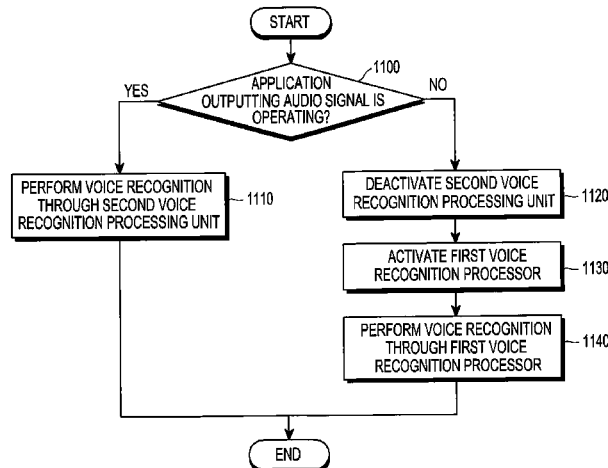 START
1100
APPLICATION
OUTPUTTING AUDIO SIGNAL IS
OPERATING?
YES
NO
PERFORM VOICE RECOGNITION
THROUGH SECOND VOICE
RECOGNITION PROCESSING UNIT
1110
DEACTIVATE SECOND VOICE
RECOGNITION PROCESSING UNIT
1120
ACTIVATE FIRST VOICE
RECOGNITION PROCESSOR
1130
PERFORM VOICE RECOGNITION
THROUGH FIRST VOICE
RECOGNITION PROCESSOR
1140
END